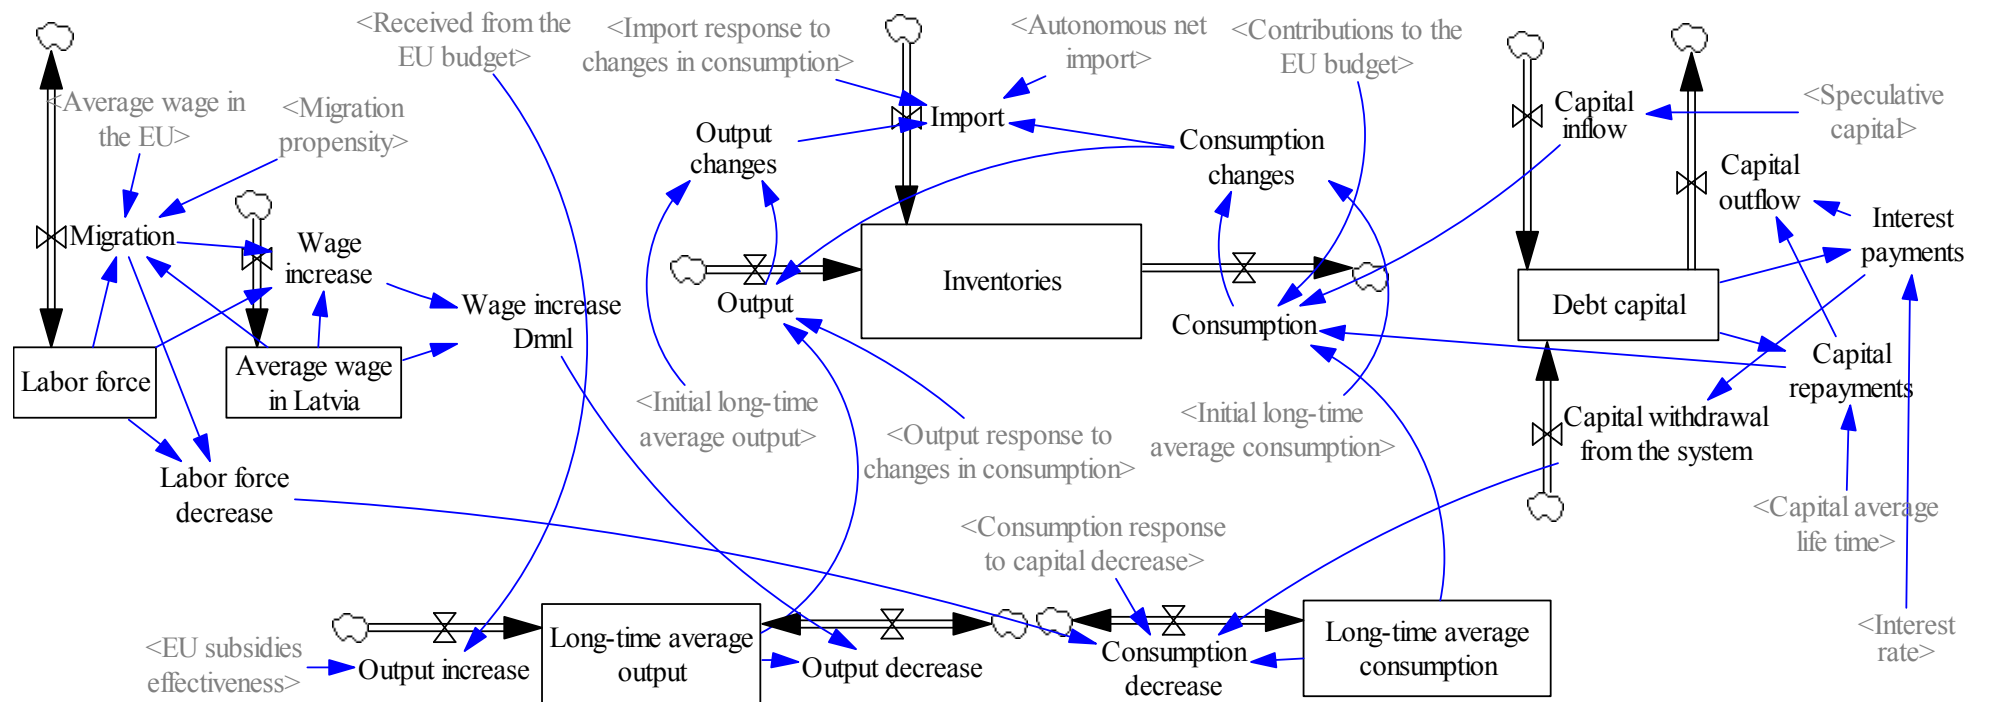 <Received from the
EU budget>
<Import response to
changes in consumption>
<Autonomous net
import>
<Contributions to the
EU budget>
<Average wage in
the EU>
<Migration
propensity>
Output
changes
Import
Consumption
changes
Capital
inflow
<Speculative
capital>
Capital
outflow
Interest
payments
Migration
Wage
increase
Wage increase
Dmnl
Output
Inventories
Consumption
Debt capital
Capital
repayments
Labor force
Average wage
in Latvia
<Initial long-time
average output>
<Output response to
changes in consumption>
<Initial long-time
average consumption>
Capital withdrawal
from the system
Labor force
decrease
<Consumption response
to capital decrease>
<Capital average
life time>
<EU subsidies
effectiveness>
Output increase
Long-time average
output
Output decrease
Consumption
decrease
Long-time average
consumption
<Interest
rate>